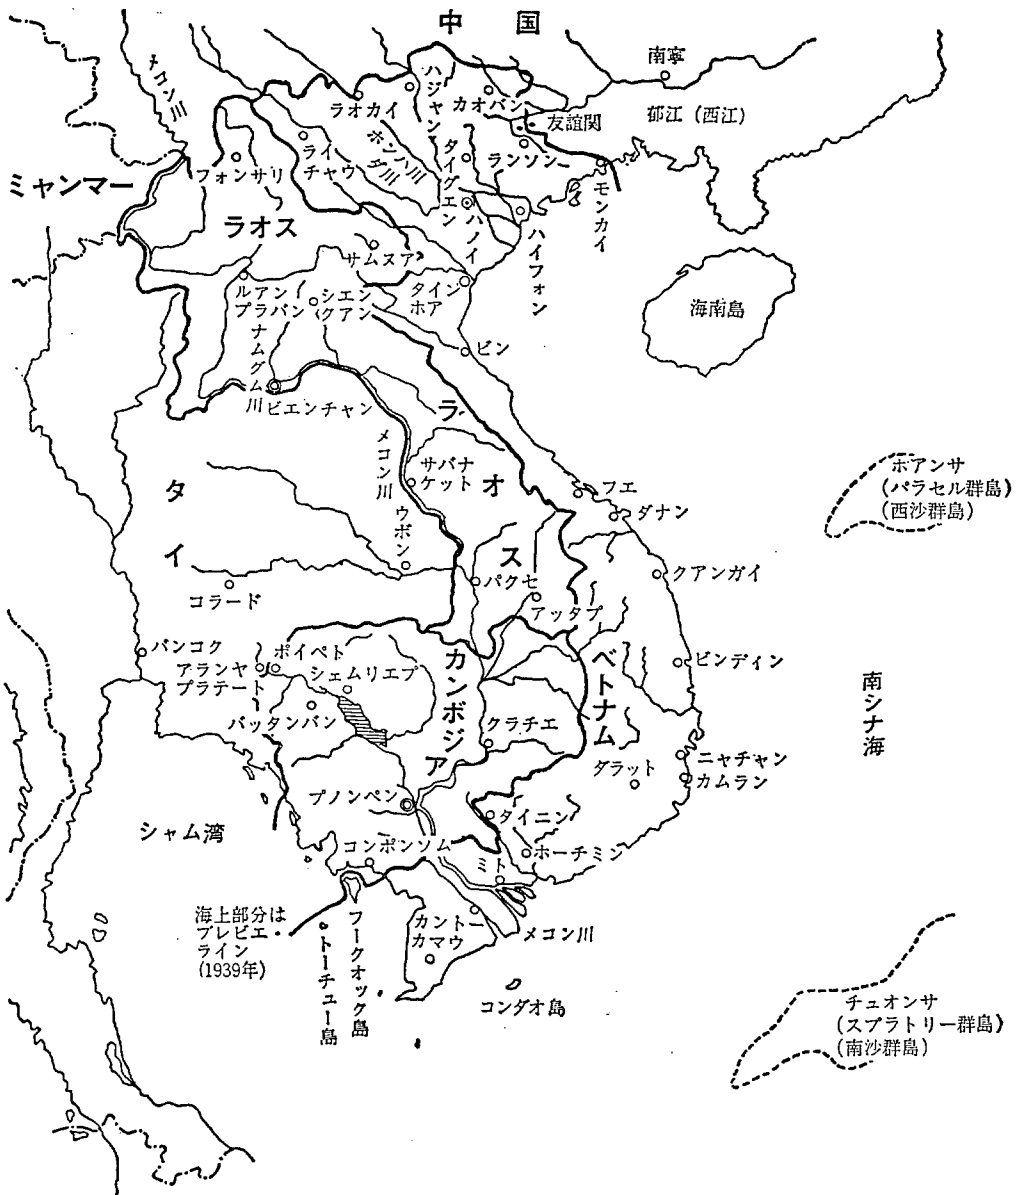 中国
南寧
メコン川
ラオカイ
ハジャン
カオバン
友誼関
郁江（西江）
ライ
チャウ
ホンハ川
タイグエン
ランソン
フォンサリ
ミャンマー
モンカイ
ラオス
ハノイ
ハイフォン
サムヌア
ルアン
プラバン
シエン
クアン
タイン
ホア
海南島
ナムグム川
ビン
ビエンチャン
メコン川
ラオス
サバナ
ケット
ホアンサ
(パラセル群島)
(西沙群島)
タイ
ウボン
フエ
ダナン
コラード
パクセ
アッタプ
クアンガイ
バンコク
ポイペト
アランヤ
プラテート
シェムリエプ
カンボジア
ベトナム
ビンディン
南シナ海
バッタンバン
クラチエ
ダラット
ニャチャン
カムラン
プノンペン
タイニン
シャム湾
コンポンソム
ホーチミン
ミト
海上部分は
ブレビエ・
ライン
(1939年)
トーチュー島
フークオック島
カントー
カマウ
メコン川
コンダオ島
チュオンサ
(スプラトリー群島)
(南沙群島)